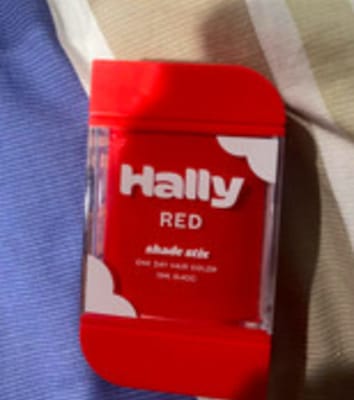 Hally
RED
shade stix
ONE DAY HAIR COLOR